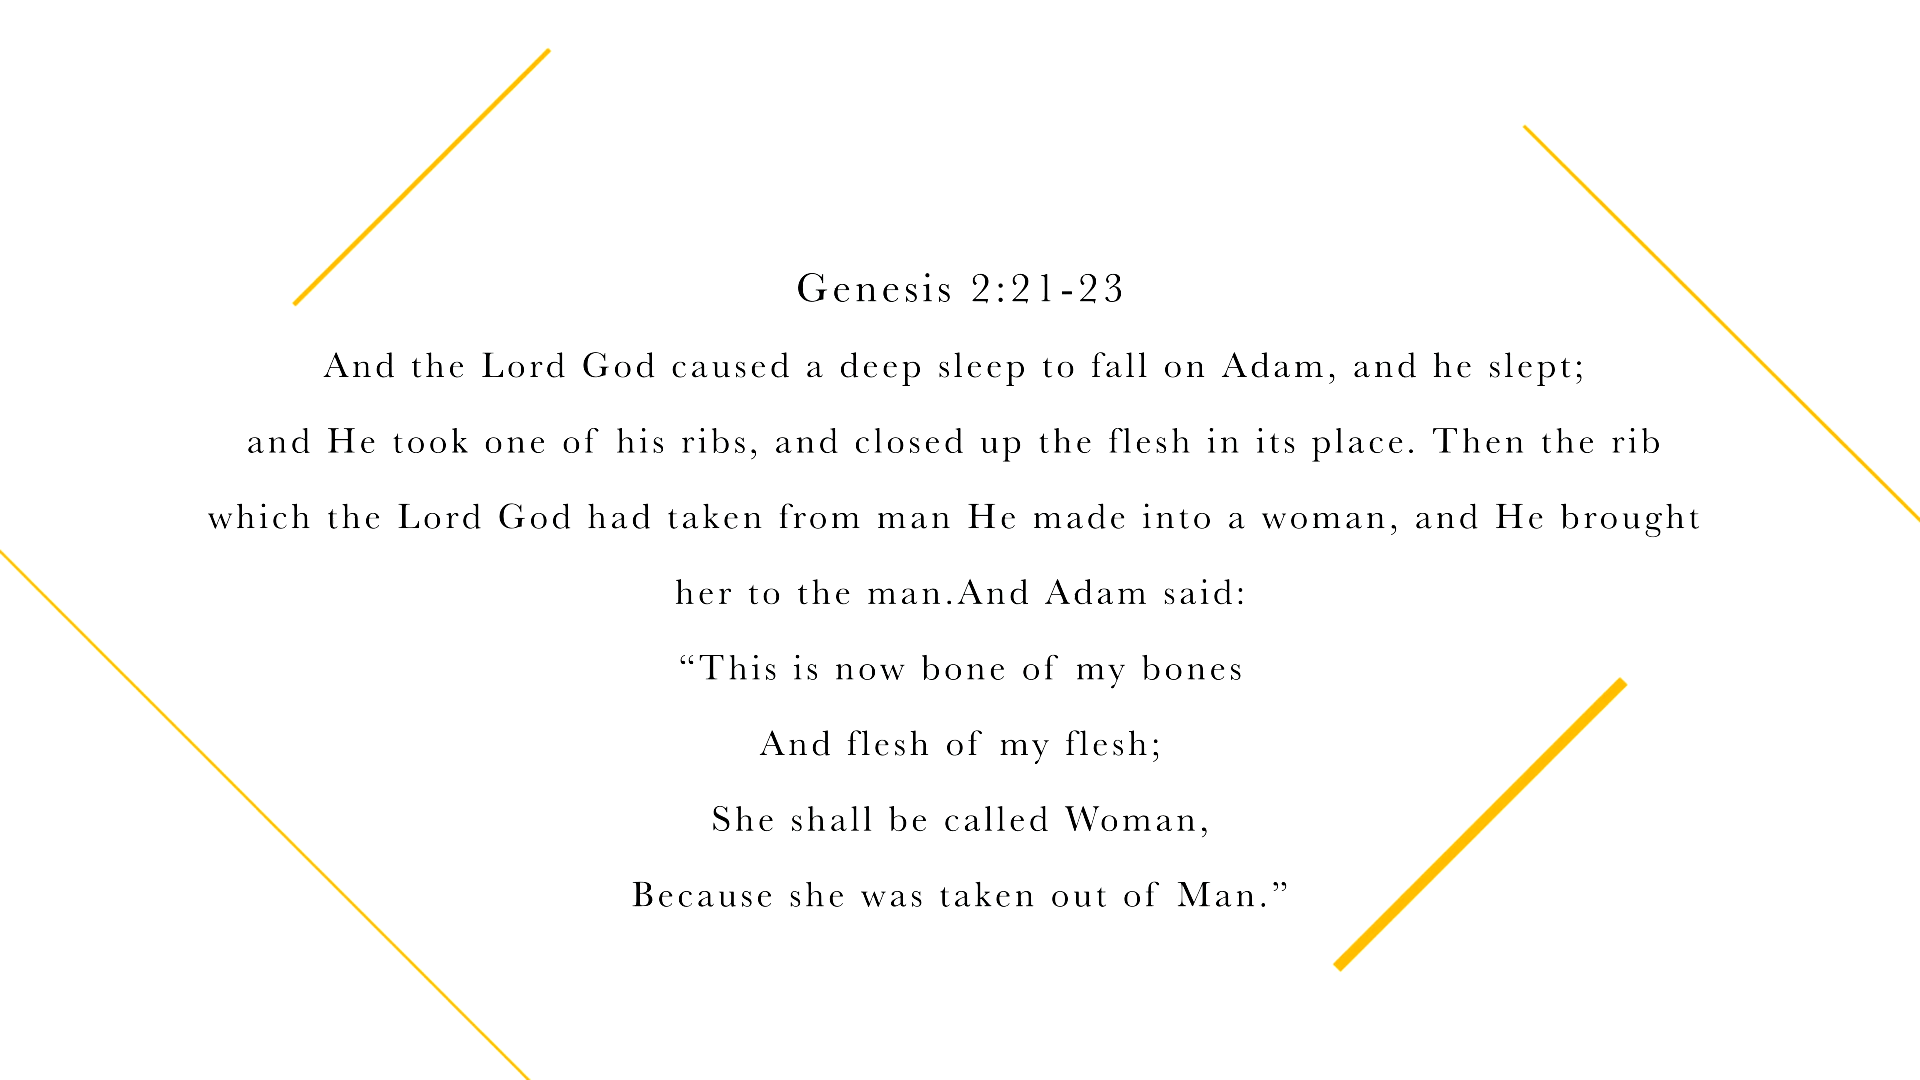 Genesis 2:21-23
And the Lord God caused a deep sleep to fall on Adam, and he slept;
and He took one of his ribs, and closed up the flesh in its place. Then the rib
which the Lord God had taken from man He made into a woman, and He brought
her to the man.And Adam said:
“This is now bone of my bones
And flesh of my flesh;
She shall be called Woman,
Because she was taken out of Man.”